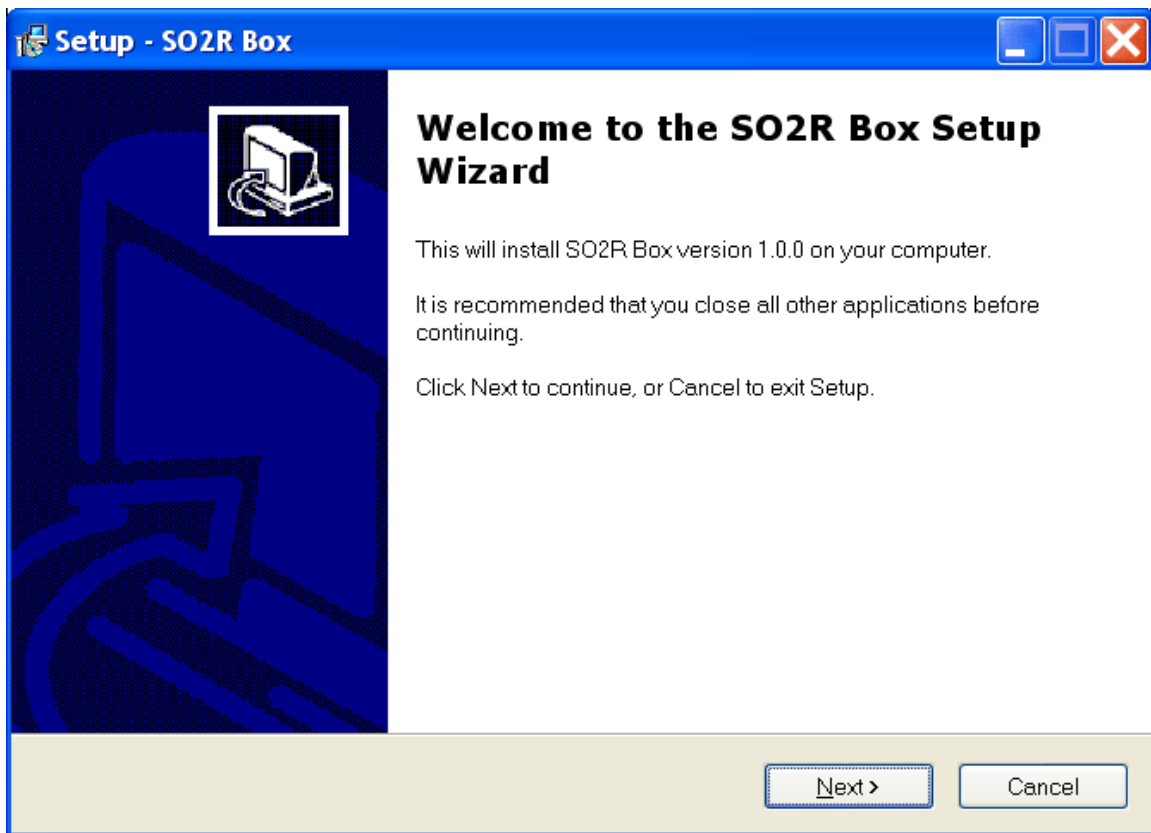 Setup - SO2R Box
Welcome to the SO2R Box Setup
Wizard
This will install SO2R Box version 1.0.0 on your computer.
It is recommended that you close all other applications before
continuing.
Click Next to continue, or Cancel to exit Setup.
Next >
Cancel